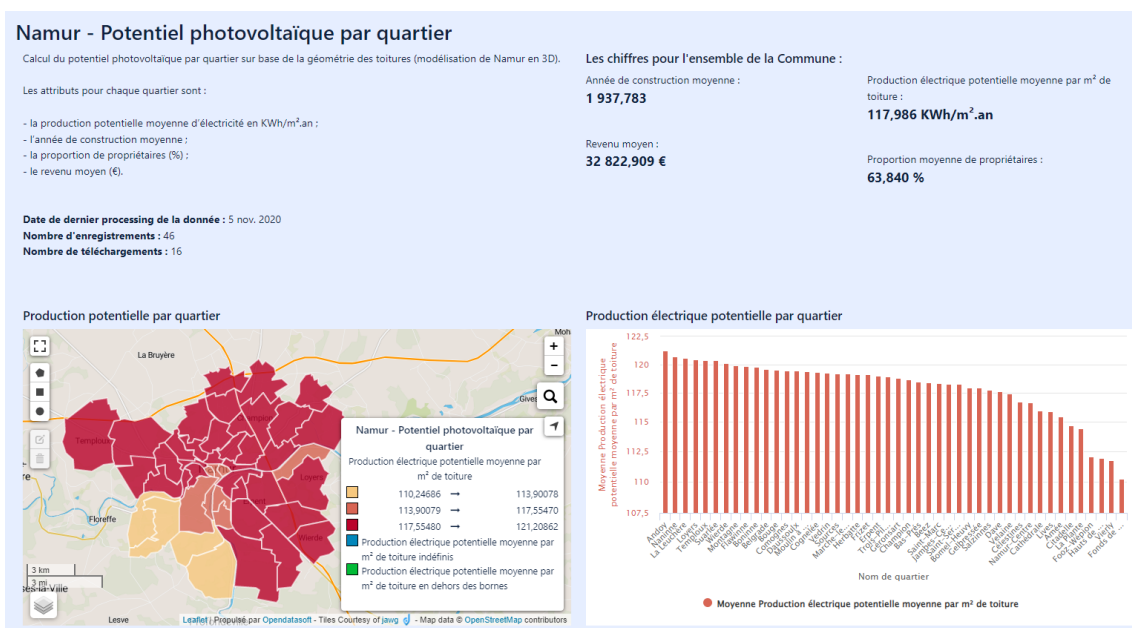 Namur - Potentiel photovoltaïque par quartier
Calcul du potentiel photovoltaïque par quartier sur base de la géométrie des toitures (modélisation de Namur en 3D).
Les attributs pour chaque quartier sont :
- la production potentielle moyenne d'électricité en KWh/m².an ;
- l'année de construction moyenne ;
- la proportion de propriétaires (%) ;
- le revenu moyen (€).
Date de dernier processing de la donnée : 5 nov. 2020
Nombre d'enregistrements : 46
Nombre de téléchargements : 16
Les chiffres pour l'ensemble de la Commune :
Année de construction moyenne :
1 937,783
Revenu moyen :
32 822,909 €
Production électrique potentielle moyenne par m² de
toiture :
117,986 KWh/m².an
Proportion moyenne de propriétaires :
63,840 %
Production potentielle par quartier
La Bruyère
Champion
Temploux
Loyers
Wierde
Floreffe
Lesve
+
−
3 km
3 mi
Namur - Potentiel photovoltaïque par
quartier
Production électrique potentielle moyenne par
m² de toiture
110,24686 → 113,90078
113,90079 → 117,55470
117,55480 → 121,20862
Production électrique potentielle moyenne par
m² de toiture indéfinis
Production électrique potentielle moyenne par
m² de toiture en dehors des bornes
Leaflet | Propulsé par Opendatasoft - Tiles Courtesy of jawg - Map data © OpenStreetMap contributors
Production électrique potentielle par quartier
Moyenne Production électrique
potentielle moyenne par m² de toiture
122,5
120
117,5
115
112,5
110
107,5
Andoy
Naninne
Loyers
Temploux
Suarlée
Wierde
Flawinne
Boninne
Belgrade
Bouge
Vedrin
Herbatte
Erpent ...
Champion
Beez
Saint-Marc
Salzinnes
Dave
Velaine
Célestines
Namur-Centre
Cathédrale
Lives
Amée
Citadelle
La Plante
Wépion
Hauts de ...
Vierly
Fonds de ...
Nom de quartier
Moyenne Production électrique potentielle moyenne par m² de toiture